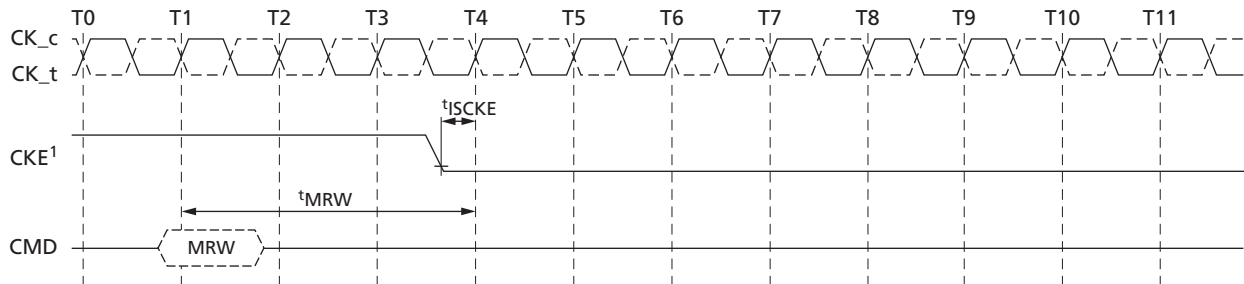 T0 T1 T2 T3 T4 T5 T6 T7 T8 T9 T10 T11
CK_c
CK_t
tISCKE
CKE1
tMRW
CMD MRW